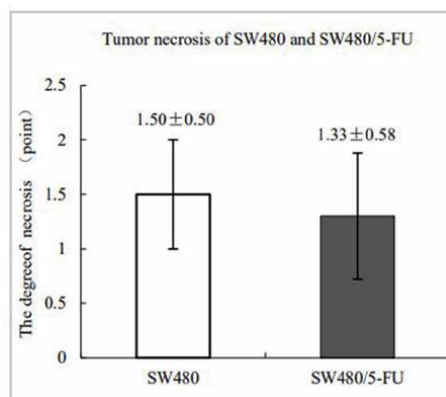 Tumor necrosis of SW480 and SW480/5-FU
The degreeof necrosis （point）
2.5
2
1.5
1
0.5
0
1.50±0.50
1.33±0.58
SW480
SW480/5-FU